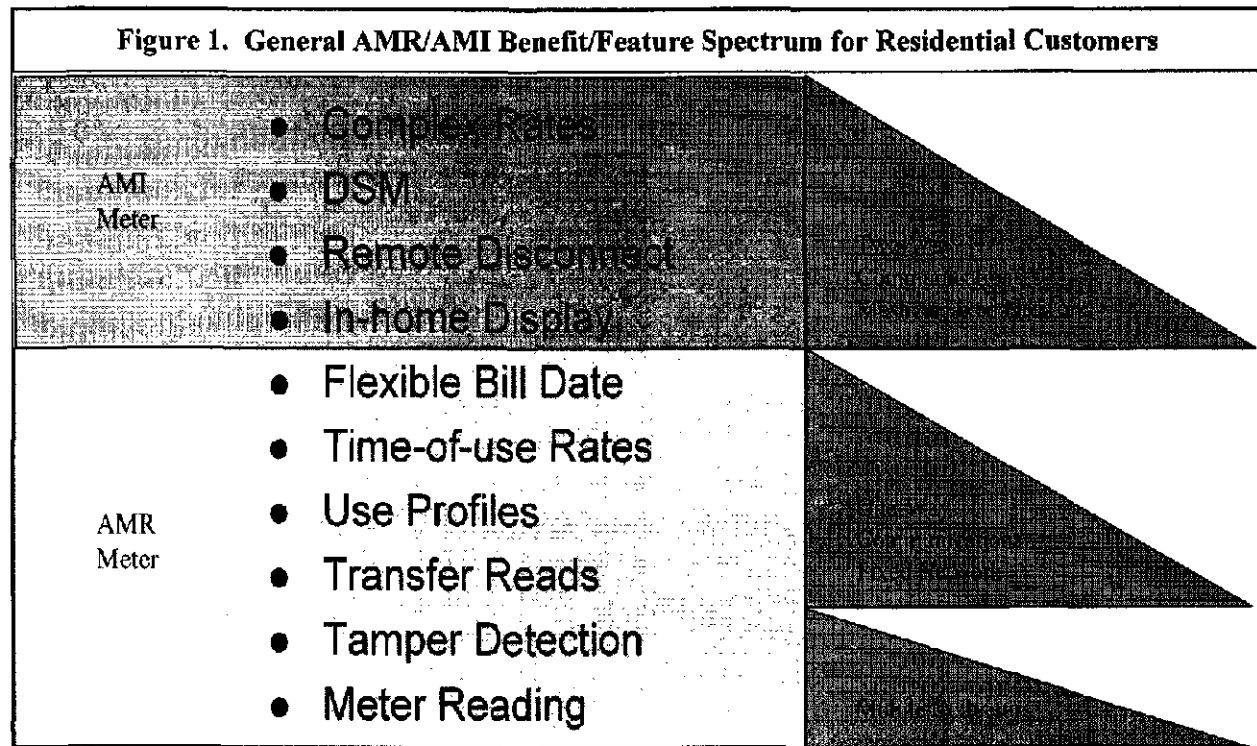 Figure 1. General AMR/AMI Benefit/Feature Spectrum for Residential Customers
AMI
Meter
• Complex Rates
• DSM
• Remote Disconnect
• In-home Display
AMR
Meter
• Flexible Bill Date
• Time-of-use Rates
• Use Profiles
• Transfer Reads
• Tamper Detection
• Meter Reading